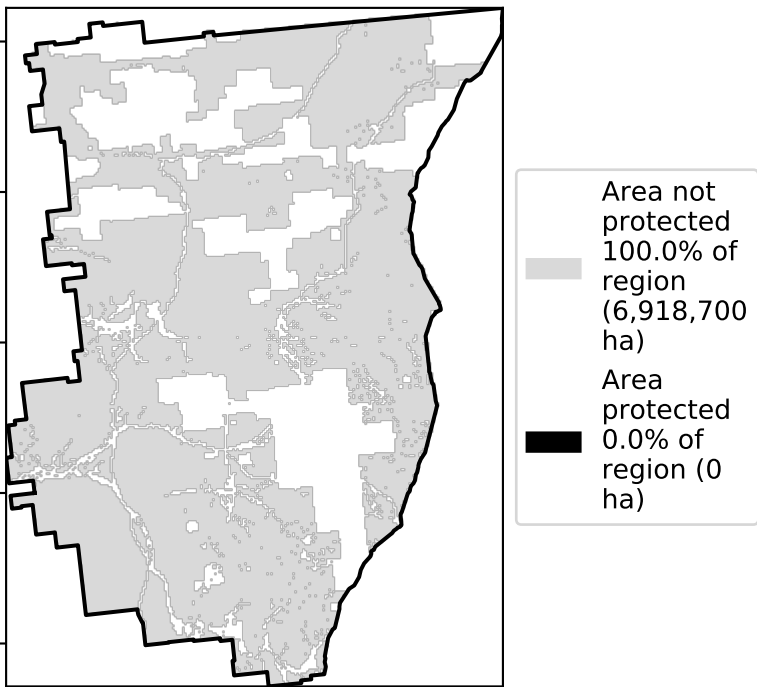 Area not
protected
100.0% of
region
(6,918,700
ha)
Area
protected
0.0% of
region (0
ha)